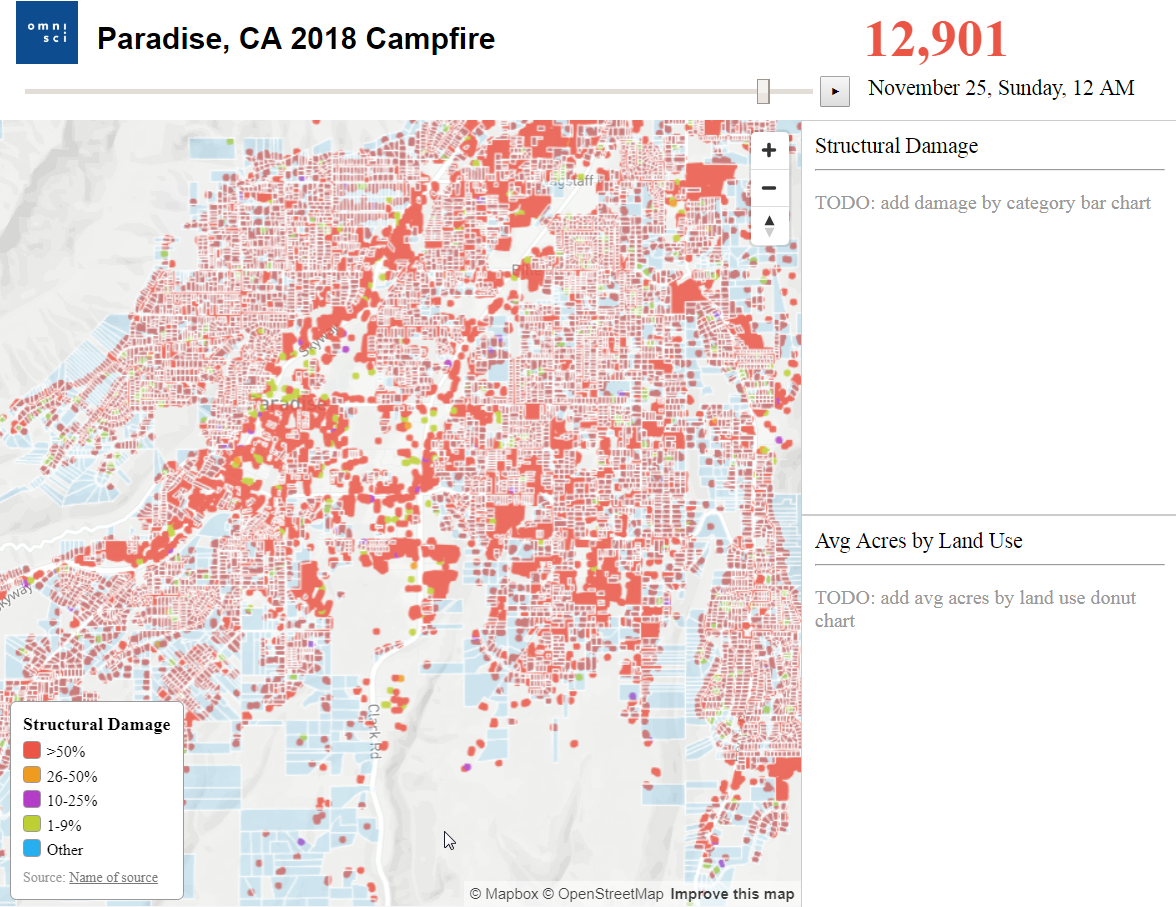 omni
sci
Paradise, CA 2018 Campfire
12,901
November 25, Sunday, 12 AM
Structural Damage
TODO: add damage by category bar chart
Skyway
Clark Rd
Structural Damage
>50%
26-50%
10-25%
1-9%
Other
Source: Name of source
Avg Acres by Land Use
TODO: add avg acres by land use donut
chart
© Mapbox © OpenStreetMap Improve this map